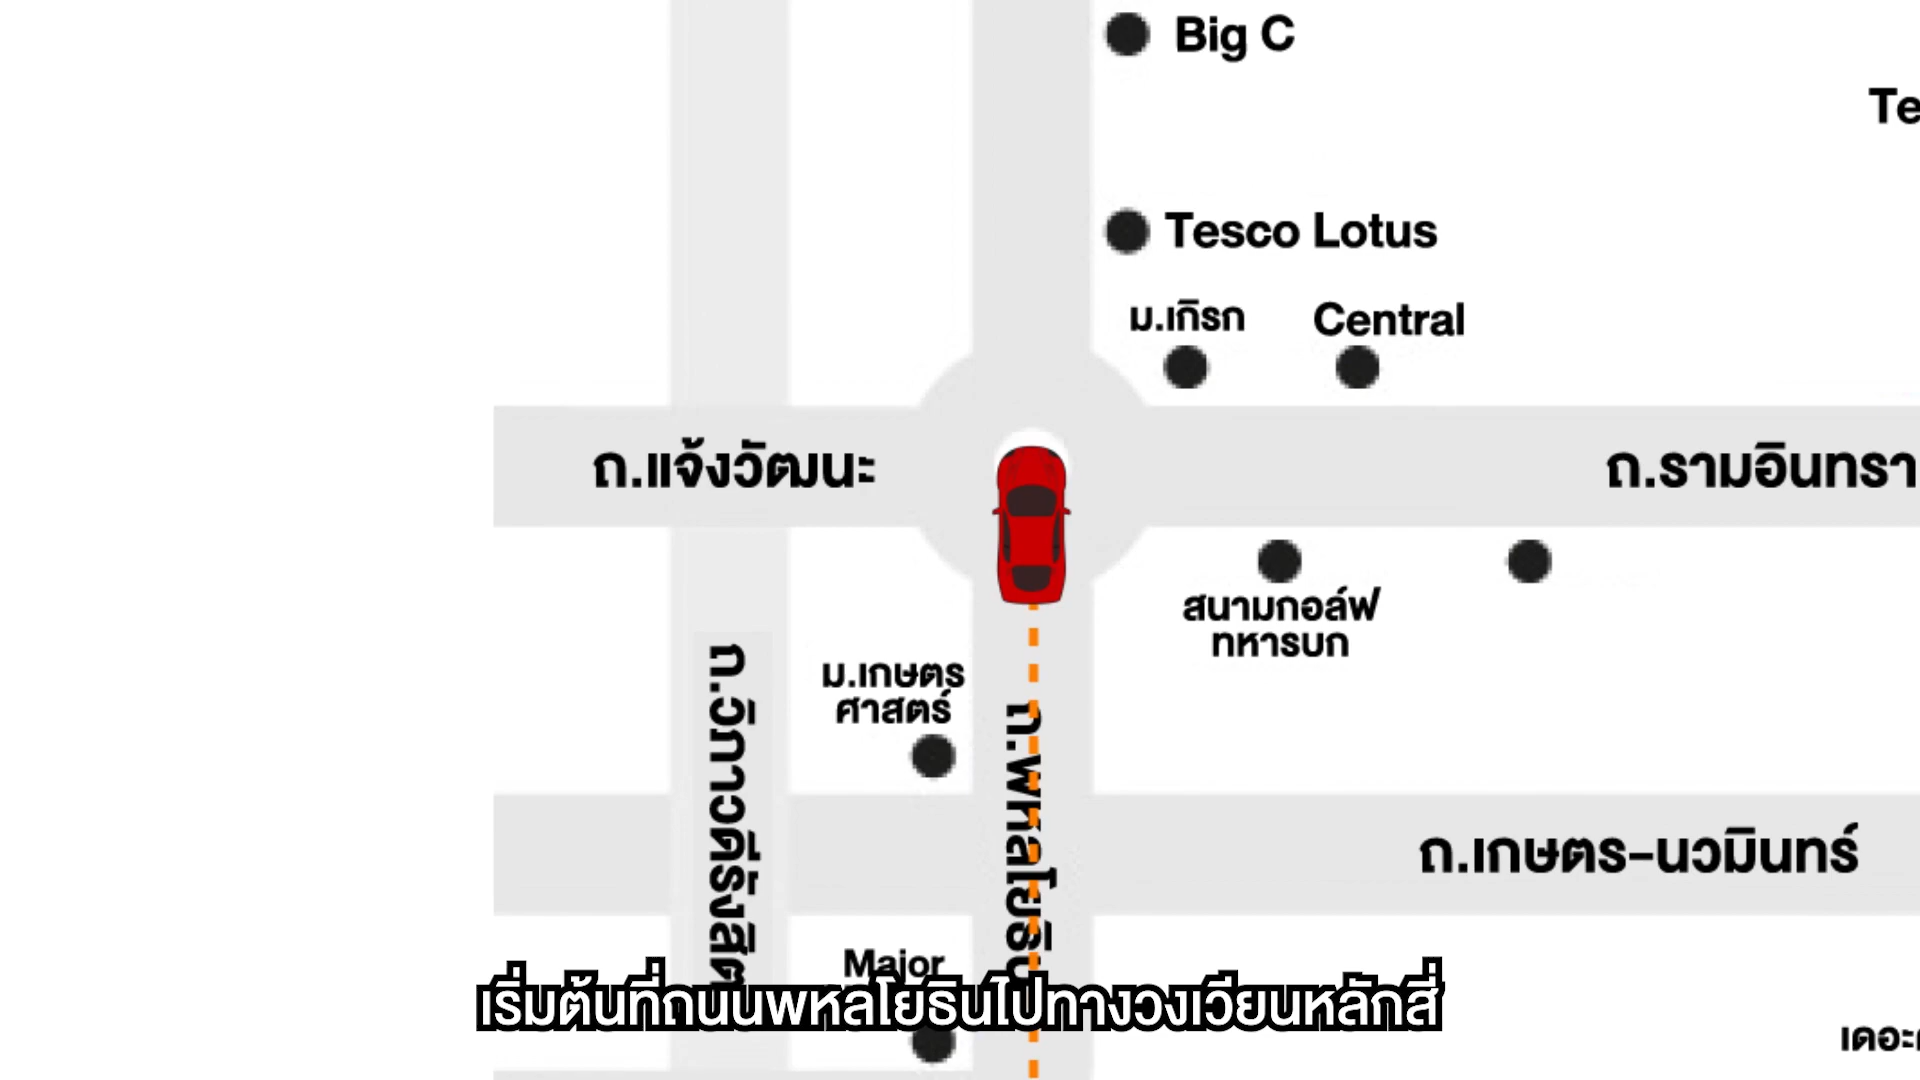 Big C
Te
Tesco Lotus
ม.เกิรก
Central
ถ.แจ้งวัฒนะ
ถ.รามอินทรา
สนามกอล์ฟ
ทหารบก
ม.เกษตร
ศาสตร์
ถ.วิภาวดีรังสิต
ถ.พหลโยธิน
ถ.เกษตร-นวมินทร์
Major
เริ่มต้นที่ถนนพหลโยธินไปทางวงเวียนหลักสี่
เดอะ